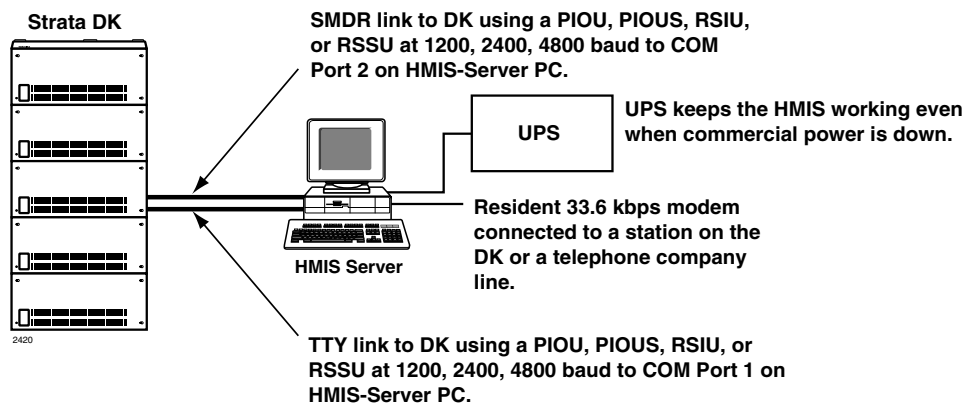 Strata DK
SMDR link to DK using a PIOU, PIOUS, RSIU,
or RSSU at 1200, 2400, 4800 baud to COM
Port 2 on HMIS-Server PC.
UPS
UPS keeps the HMIS working even
when commercial power is down.
Resident 33.6 kbps modem
connected to a station on the
DK or a telephone company
line.
HMIS Server
2420
TTY link to DK using a PIOU, PIOUS, RSIU, or
RSSU at 1200, 2400, 4800 baud to COM Port 1 on
HMIS-Server PC.